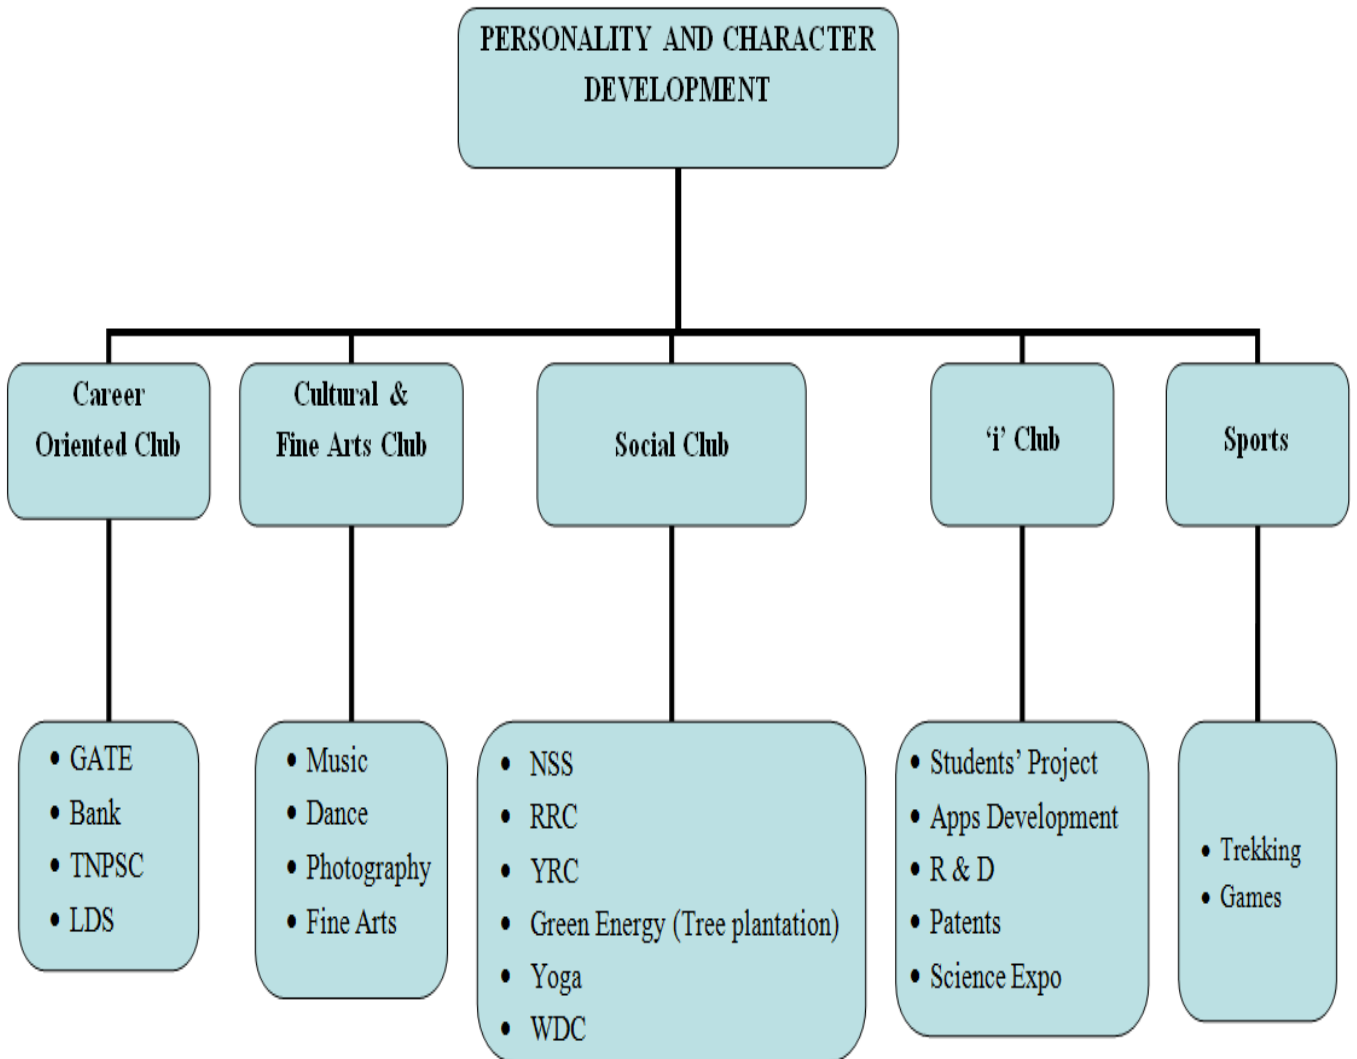 PERSONALITY AND CHARACTER
DEVELOPMENT
Career
Oriented Club
Cultural &
Fine Arts Club
Social Club
‘i’ Club
Sports
• GATE
• Bank
• TNPSC
• LDS
• Music
• Dance
• Photography
• Fine Arts
• NSS
• RRC
• YRC
• Green Energy (Tree plantation)
• Yoga
• WDC
• Students’ Project
• Apps Development
• R & D
• Patents
• Science Expo
• Trekking
• Games